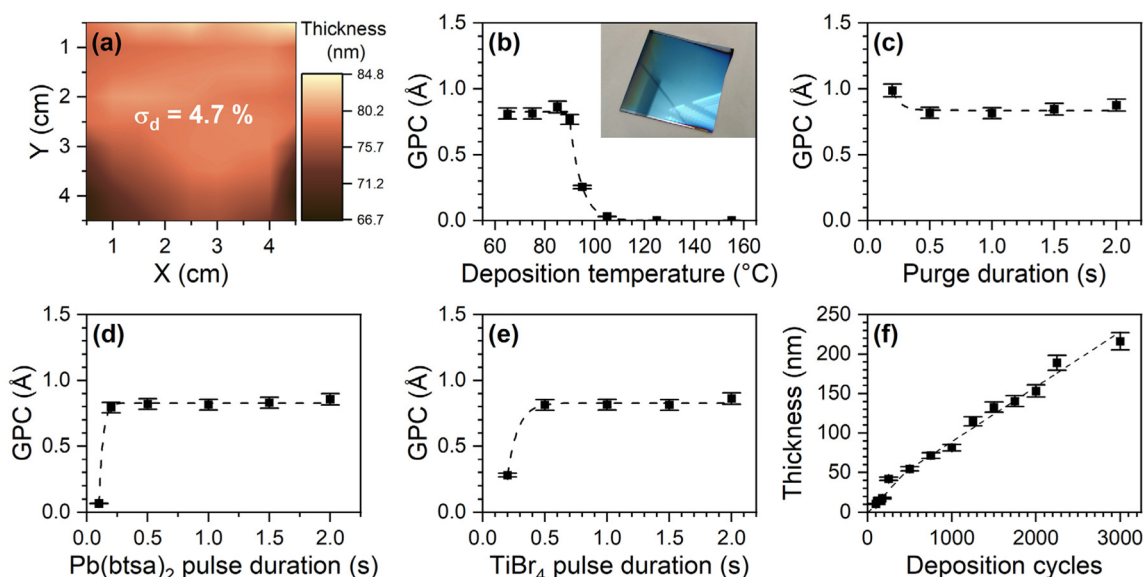 (a)
σd = 4.7 %
Y (cm)
1
2
3
4
1 2 3 4
X (cm)
Thickness
(nm)
84.8
80.2
75.7
71.2
66.7
(b)
GPC (Å)
1.5
1.0
0.5
0.0
60 80 100 120 140 160
Deposition temperature (°C)
(c)
GPC (Å)
1.5
1.0
0.5
0.0
0.0 0.5 1.0 1.5 2.0
Purge duration (s)
(d)
GPC (Å)
1.5
1.0
0.5
0.0
0.0 0.5 1.0 1.5 2.0
Pb(btsa)2 pulse duration (s)
(e)
GPC (Å)
1.5
1.0
0.5
0.0
0.0 0.5 1.0 1.5 2.0
TiBr4 pulse duration (s)
(f)
Thickness (nm)
250
200
150
100
50
0
0 1000 2000 3000
Deposition cycles